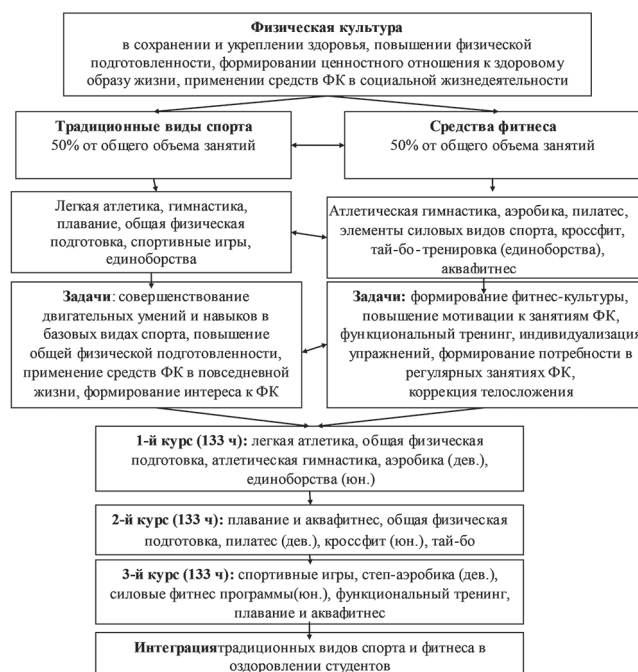 Физическая культура
в сохранении и укреплении здоровья, повышении физической
подготовленности, формировании ценностного отношения к здоровому
образу жизни, применении средств ФК в социальной жизнедеятельности
Традиционные виды спорта
50% от общего объема занятий
Средства фитнеса
50% от общего объема занятий
Легкая атлетика, гимнастика,
плавание, общая физическая
подготовка, спортивные игры,
единоборства
Атлетическая гимнастика, аэробика, пилатес,
элементы силовых видов спорта, кроссфит,
тай-бо-тренировка (единоборства),
аквафитнес
Задачи: совершенствование
двигательных умений и навыков в
базовых видах спорта, повышение
общей физической подготовленности,
применение средств ФК в повседневной
жизни, формирование интереса к ФК
Задачи: формирование фитнес-культуры,
повышение мотивации к занятиям ФК,
функциональный тренинг, индивидуализация
упражнений, формирование потребности в
регулярных занятиях ФК,
коррекция телосложения
1-й курс (133 ч): легкая атлетика, общая физическая
подготовка, атлетическая гимнастика, аэробика (дев.),
единоборства (юн.)
2-й курс (133 ч): плавание и аквафитнес, общая физическая
подготовка, пилатес (дев.), кроссфит (юн.), тай-бо
3-й курс (133 ч): спортивные игры, степ-аэробика (дев.),
силовые фитнес программы(юн.), функциональный тренинг,
плавание и аквафитнес
Интеграциятрадиционных видов спорта и фитнеса в
оздоровлении студентов